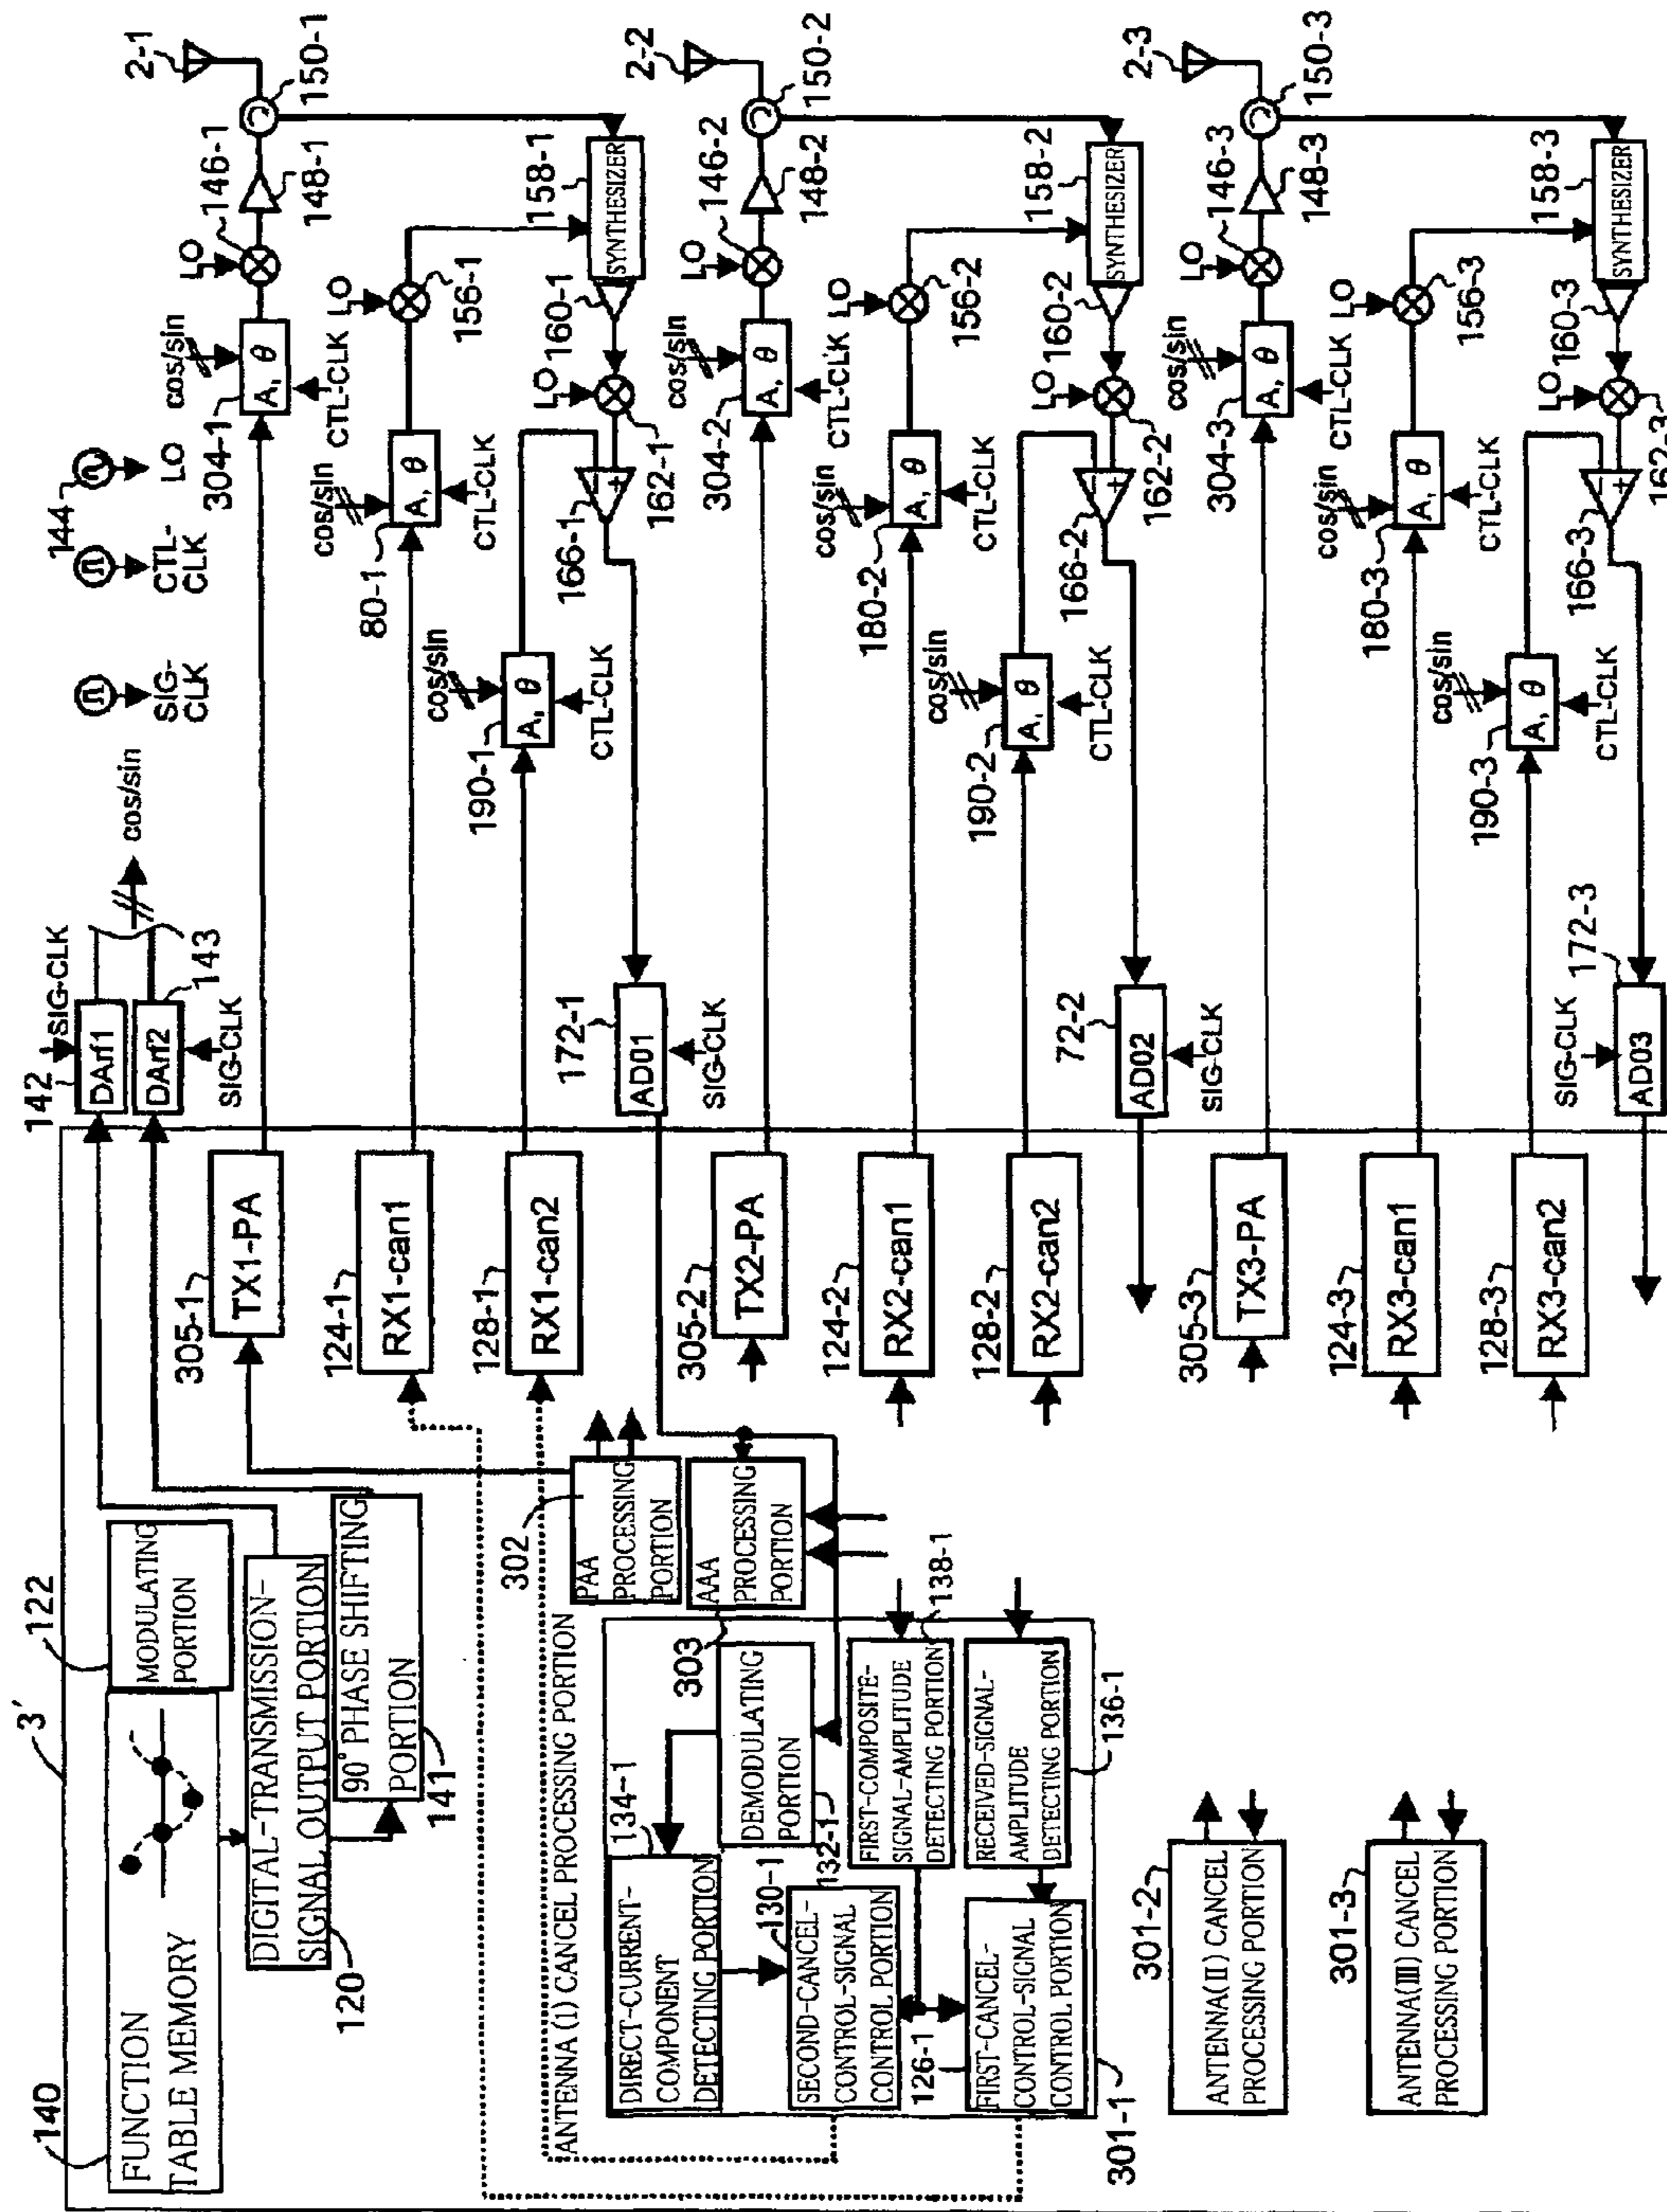 140
FUNCTION
TABLE MEMORY
122
MODULATING
PORTION
3'
DIGITAL-TRANSMISSION-
SIGNAL OUTPUT PORTION
120
90° PHASE SHIFTING
PORTION
141
142
SIG-CLK
DArf1
DArf2
143
SIG-CLK
cos/sin
SIG-
CLK
CTL-
CLK
144
LO
305-1
TX1-PA
124-1
RX1-can1
128-1
RX1-can2
304-1
A, θ
cos/sin
CTL-CLK
LO
146-1
148-1
150-1
2-1
80-1
A, θ
cos/sin
CTL-CLK
LO
156-1
SYNTHESIZER
158-1
160-1
190-1
A, θ
cos/sin
CTL-CLK
LO
162-1
166-1
−
+
172-1
AD01
SIG-CLK
302
PAA
PROCESSING
PORTION
303
AAA
PROCESSING
PORTION
ANTENNA (1) CANCEL PROCESSING PORTION
134-1
DIRECT-CURRENT-
COMPONENT
DETECTING PORTION
DEMODULATING
PORTION
132-1
130-1
SECOND-CANCEL-
CONTROL-SIGNAL
CONTROL PORTION
138-1
FIRST-COMPOSITE-
SIGNAL-AMPLITUDE
DETECTING PORTION
126-1
FIRST-CANCEL-
CONTROL-SIGNAL
CONTROL PORTION
RECEIVED-SIGNAL-
AMPLITUDE
DETECTING PORTION
136-1
301-1
305-2
TX2-PA
124-2
RX2-can1
128-2
RX2-can2
304-2
A, θ
cos/sin
CTL-CLK
LO
146-2
148-2
150-2
2-2
180-2
A, θ
cos/sin
CTL-CLK
LO
156-2
SYNTHESIZER
158-2
160-2
190-2
A, θ
cos/sin
CTL-CLK
LO
162-2
166-2
−
+
72-2
AD02
SIG-CLK
301-2
ANTENNA(II) CANCEL
PROCESSING PORTION
305-3
TX3-PA
124-3
RX3-can1
128-3
RX3-can2
304-3
A, θ
cos/sin
CTL-CLK
LO
146-3
148-3
150-3
2-3
180-3
A, θ
cos/sin
CTL-CLK
LO
156-3
SYNTHESIZER
158-3
160-3
190-3
A, θ
cos/sin
CTL-CLK
LO
162-3
166-3
−
+
172-3
AD03
SIG-CLK
301-3
ANTENNA(III) CANCEL
PROCESSING PORTION